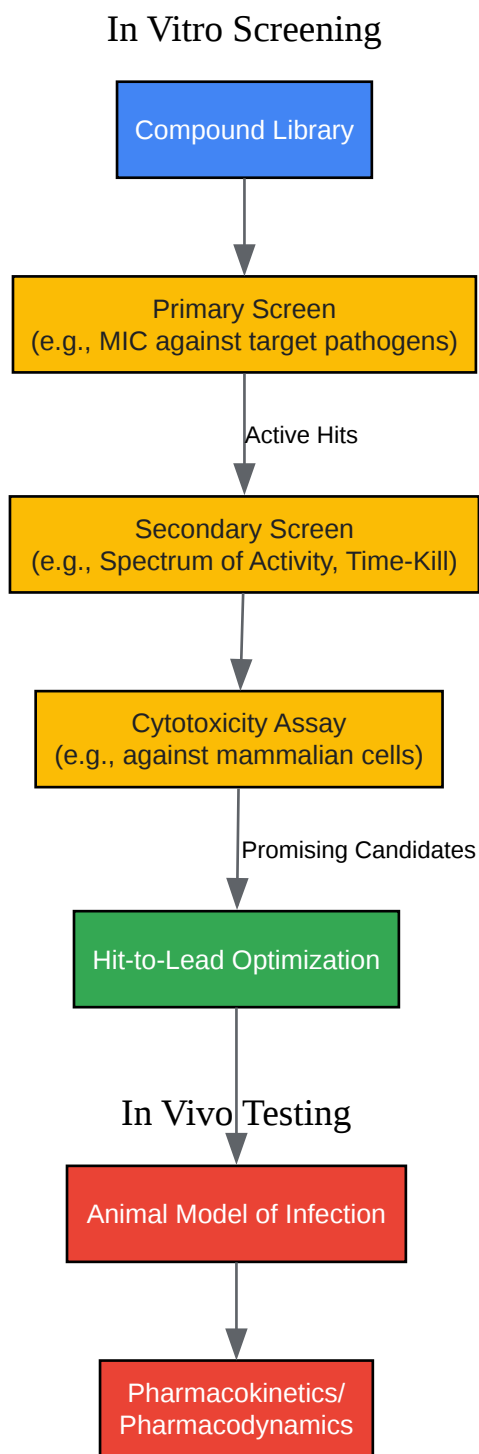 In Vitro Screening
Compound Library
Primary Screen
(e.g., MIC against target pathogens)
Active Hits
Secondary Screen
(e.g., Spectrum of Activity, Time-Kill)
Cytotoxicity Assay
(e.g., against mammalian cells)
Promising Candidates
Hit-to-Lead Optimization
In Vivo Testing
Animal Model of Infection
Pharmacokinetics/
Pharmacodynamics